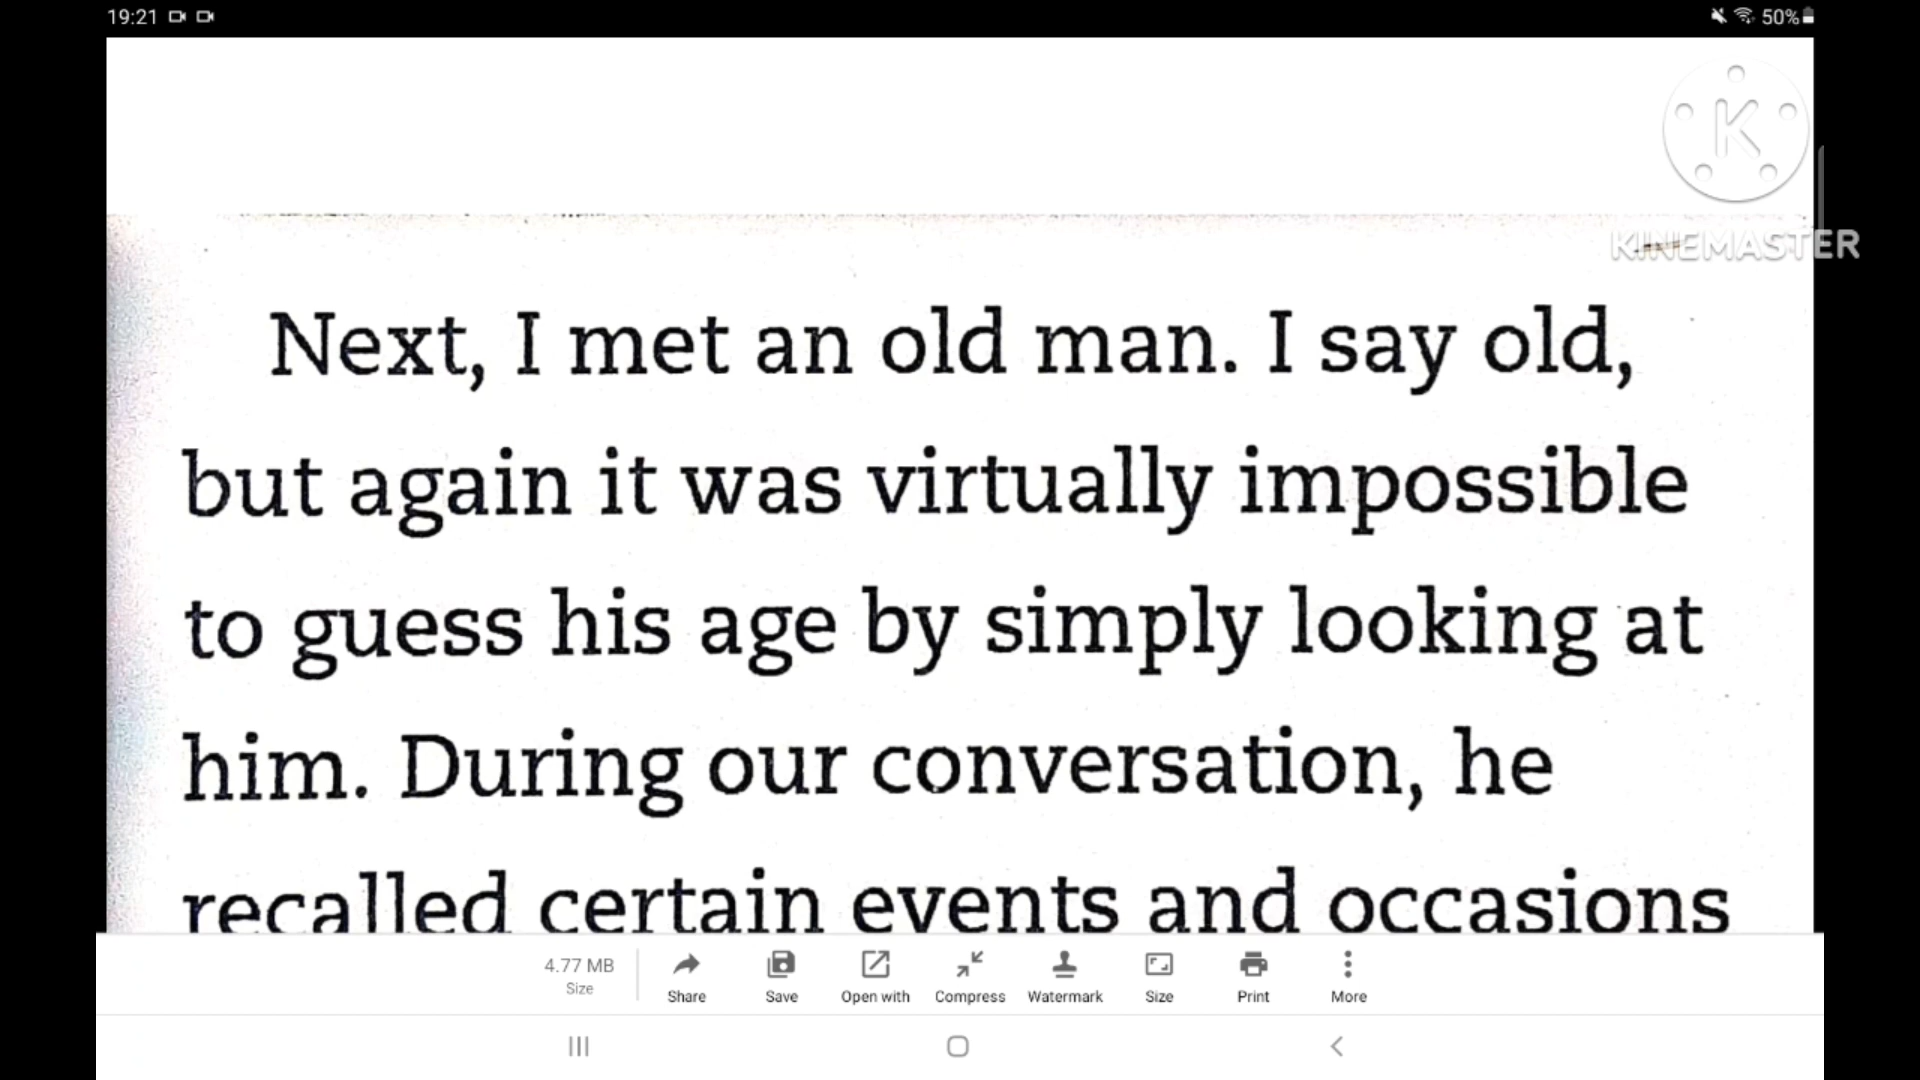 19:21
50%
K
KINEMASTER
Next, I met an old man. I say old,
but again it was virtually impossible
to guess his age by simply looking at
him. During our conversation, he
recalled certain events and occasions
4.77 MB
Size
Share
Save
Open with
Compress
Watermark
Size
Print
More